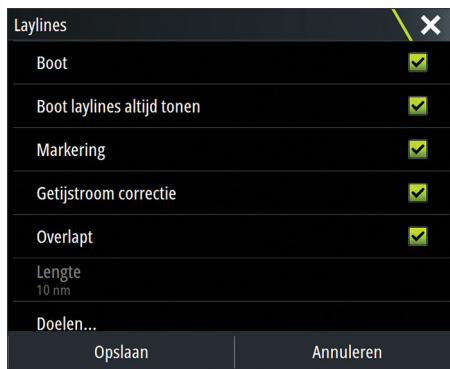 Laylines
Boot
Boot laylines altijd tonen
Markering
Getijstroom correctie
Overlapt
Lengte
10 nm
Doelen...
Opslaan
Annuleren